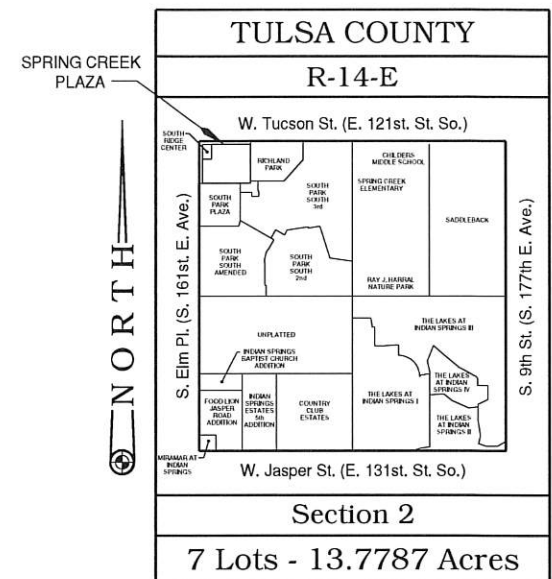 TULSA COUNTY
R-14-E
SPRING CREEK
PLAZA
W. Tucson St. (E. 121st. St. So.)
SOUTH
RIDGE
CENTER
RICHLAND
PARK
CHILDERS
MIDDLE SCHOOL
SPRING CREEK
ELEMENTARY
SOUTH
PARK
SOUTH
3rd
SOUTH
PARK
PLAZA
SADDLEBACK
SOUTH
PARK
SOUTH
AMENDED
SOUTH
PARK
SOUTH
2nd
RAY J. HARRAL
NATURE PARK
S. Elm Pl. (S. 161st. E. Ave.)
S. 9th St. (S. 177th E. Ave.)
NORTH
UNPLATTED
THE LAKES AT
INDIAN SPRINGS III
INDIAN SPRINGS
BAPTIST CHURCH
ADDITION
THE LAKES
AT INDIAN
SPRINGS IV
FOOD LION
JASPER
ROAD
ADDITION
INDIAN
SPRINGS
ESTATES
5th
ADDITION
COUNTRY
CLUB
ESTATES
THE LAKES AT
INDIAN SPRINGS I
THE LAKES
AT INDIAN
SPRINGS II
MIRAMAR AT
INDIAN
SPRINGS
W. Jasper St. (E. 131st. St. So.)
Section 2
7 Lots - 13.7787 Acres